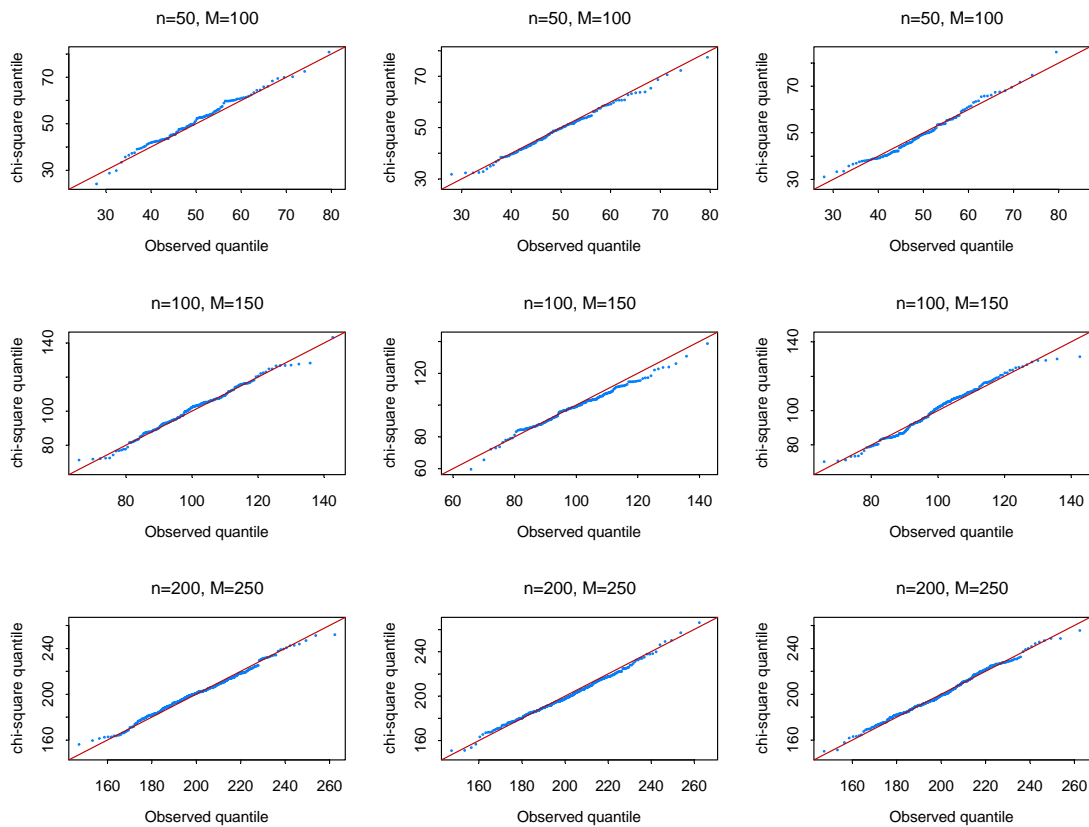 n=50, M=100
n=50, M=100
n=50, M=100
chi-square quantile
30 50 70
30 40 50 60 70 80
Observed quantile
chi-square quantile
30 50 70
30 40 50 60 70 80
Observed quantile
chi-square quantile
30 50 70
30 40 50 60 70 80
Observed quantile
n=100, M=150
n=100, M=150
n=100, M=150
chi-square quantile
80 100 140
80 100 120 140
Observed quantile
chi-square quantile
60 80 100 120
60 80 100 120 140
Observed quantile
chi-square quantile
80 100 140
80 100 120 140
Observed quantile
n=200, M=250
n=200, M=250
n=200, M=250
chi-square quantile
160 200 240
160 180 200 220 240 260
Observed quantile
chi-square quantile
160 200 240
160 180 200 220 240 260
Observed quantile
chi-square quantile
160 200 240
160 180 200 220 240 260
Observed quantile